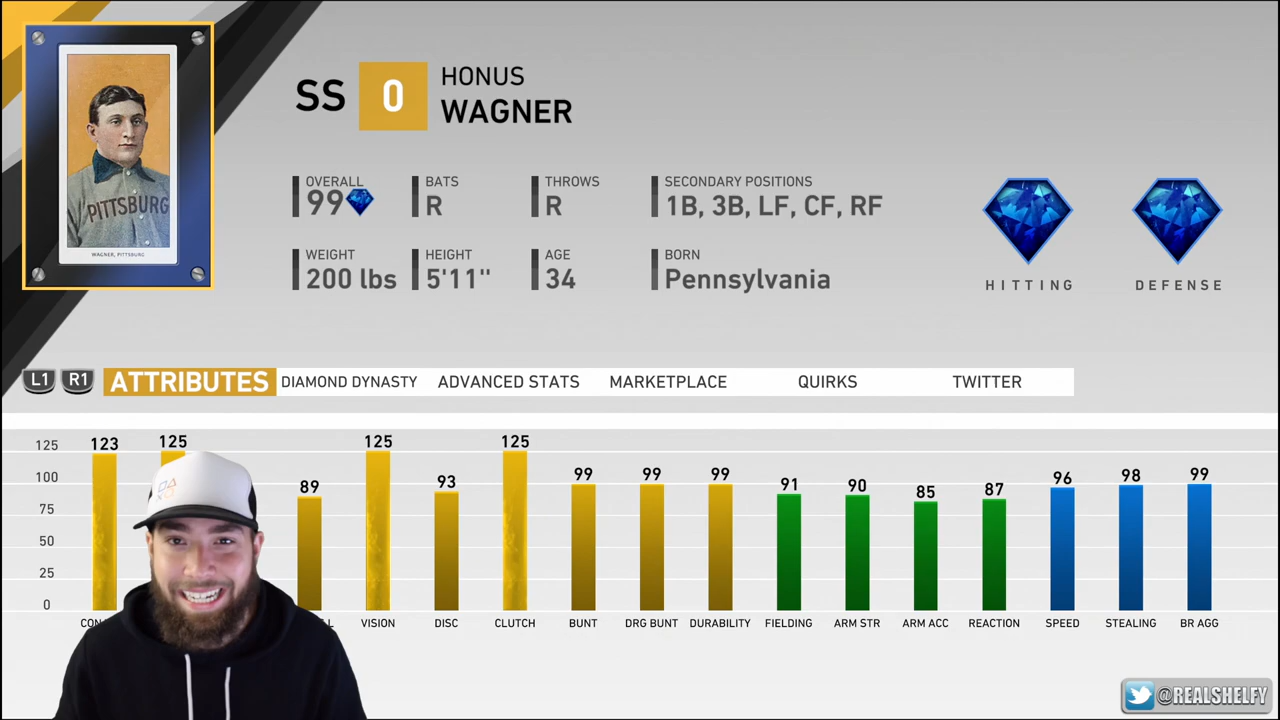 SS 0 HONUS
WAGNER
PITTSBURG
WAGNER, PITTSBURG
OVERALL
99
BATS
R
THROWS
R
SECONDARY POSITIONS
1B, 3B, LF, CF, RF
WEIGHT
200 lbs
HEIGHT
5'11"
AGE
34
BORN
Pennsylvania
HITTING
DEFENSE
L1 R1 ATTRIBUTES DIAMOND DYNASTY ADVANCED STATS MARKETPLACE QUIRKS TWITTER
125
100
75
50
25
0
123 125 89 125 93 125 99 99 99 91 90 85 87 96 98 99
VISION DISC CLUTCH BUNT DRG BUNT DURABILITY FIELDING ARM STR ARM ACC REACTION SPEED STEALING BR AGG
@REALSHELFY